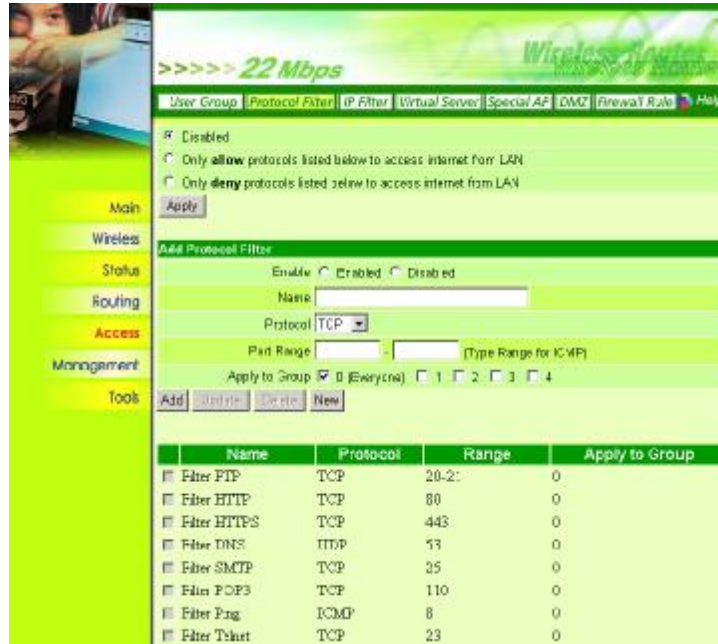 >>>>> 22 Mbps
Wireless Router
User Group Protocol Filter IP Filter Virtual Server Special AP DMZ Firewall Rule Help
Disabled
Only allow protocols listed below to access internet from LAN
Only deny protocols listed below to access internet from LAN
Apply
Main
Wireless
Status
Routing
Access
Management
Tools
Add Protocol Filter
Enable Enabled Disabled
Name
Protocol TCP
Port Range - (Type Range for ICMP)
Apply to Group 0 (Everyone) 1 2 3 4
Add Update Delete New
Name Protocol Range Apply to Group
Filter FTP TCP 20-21 0
Filter HTTP TCP 80 0
Filter HTTPS TCP 443 0
Filter DNS UDP 53 0
Filter SMTP TCP 25 0
Filter POP3 TCP 110 0
Filter Ping ICMP 8 0
Filter Telnet TCP 23 0